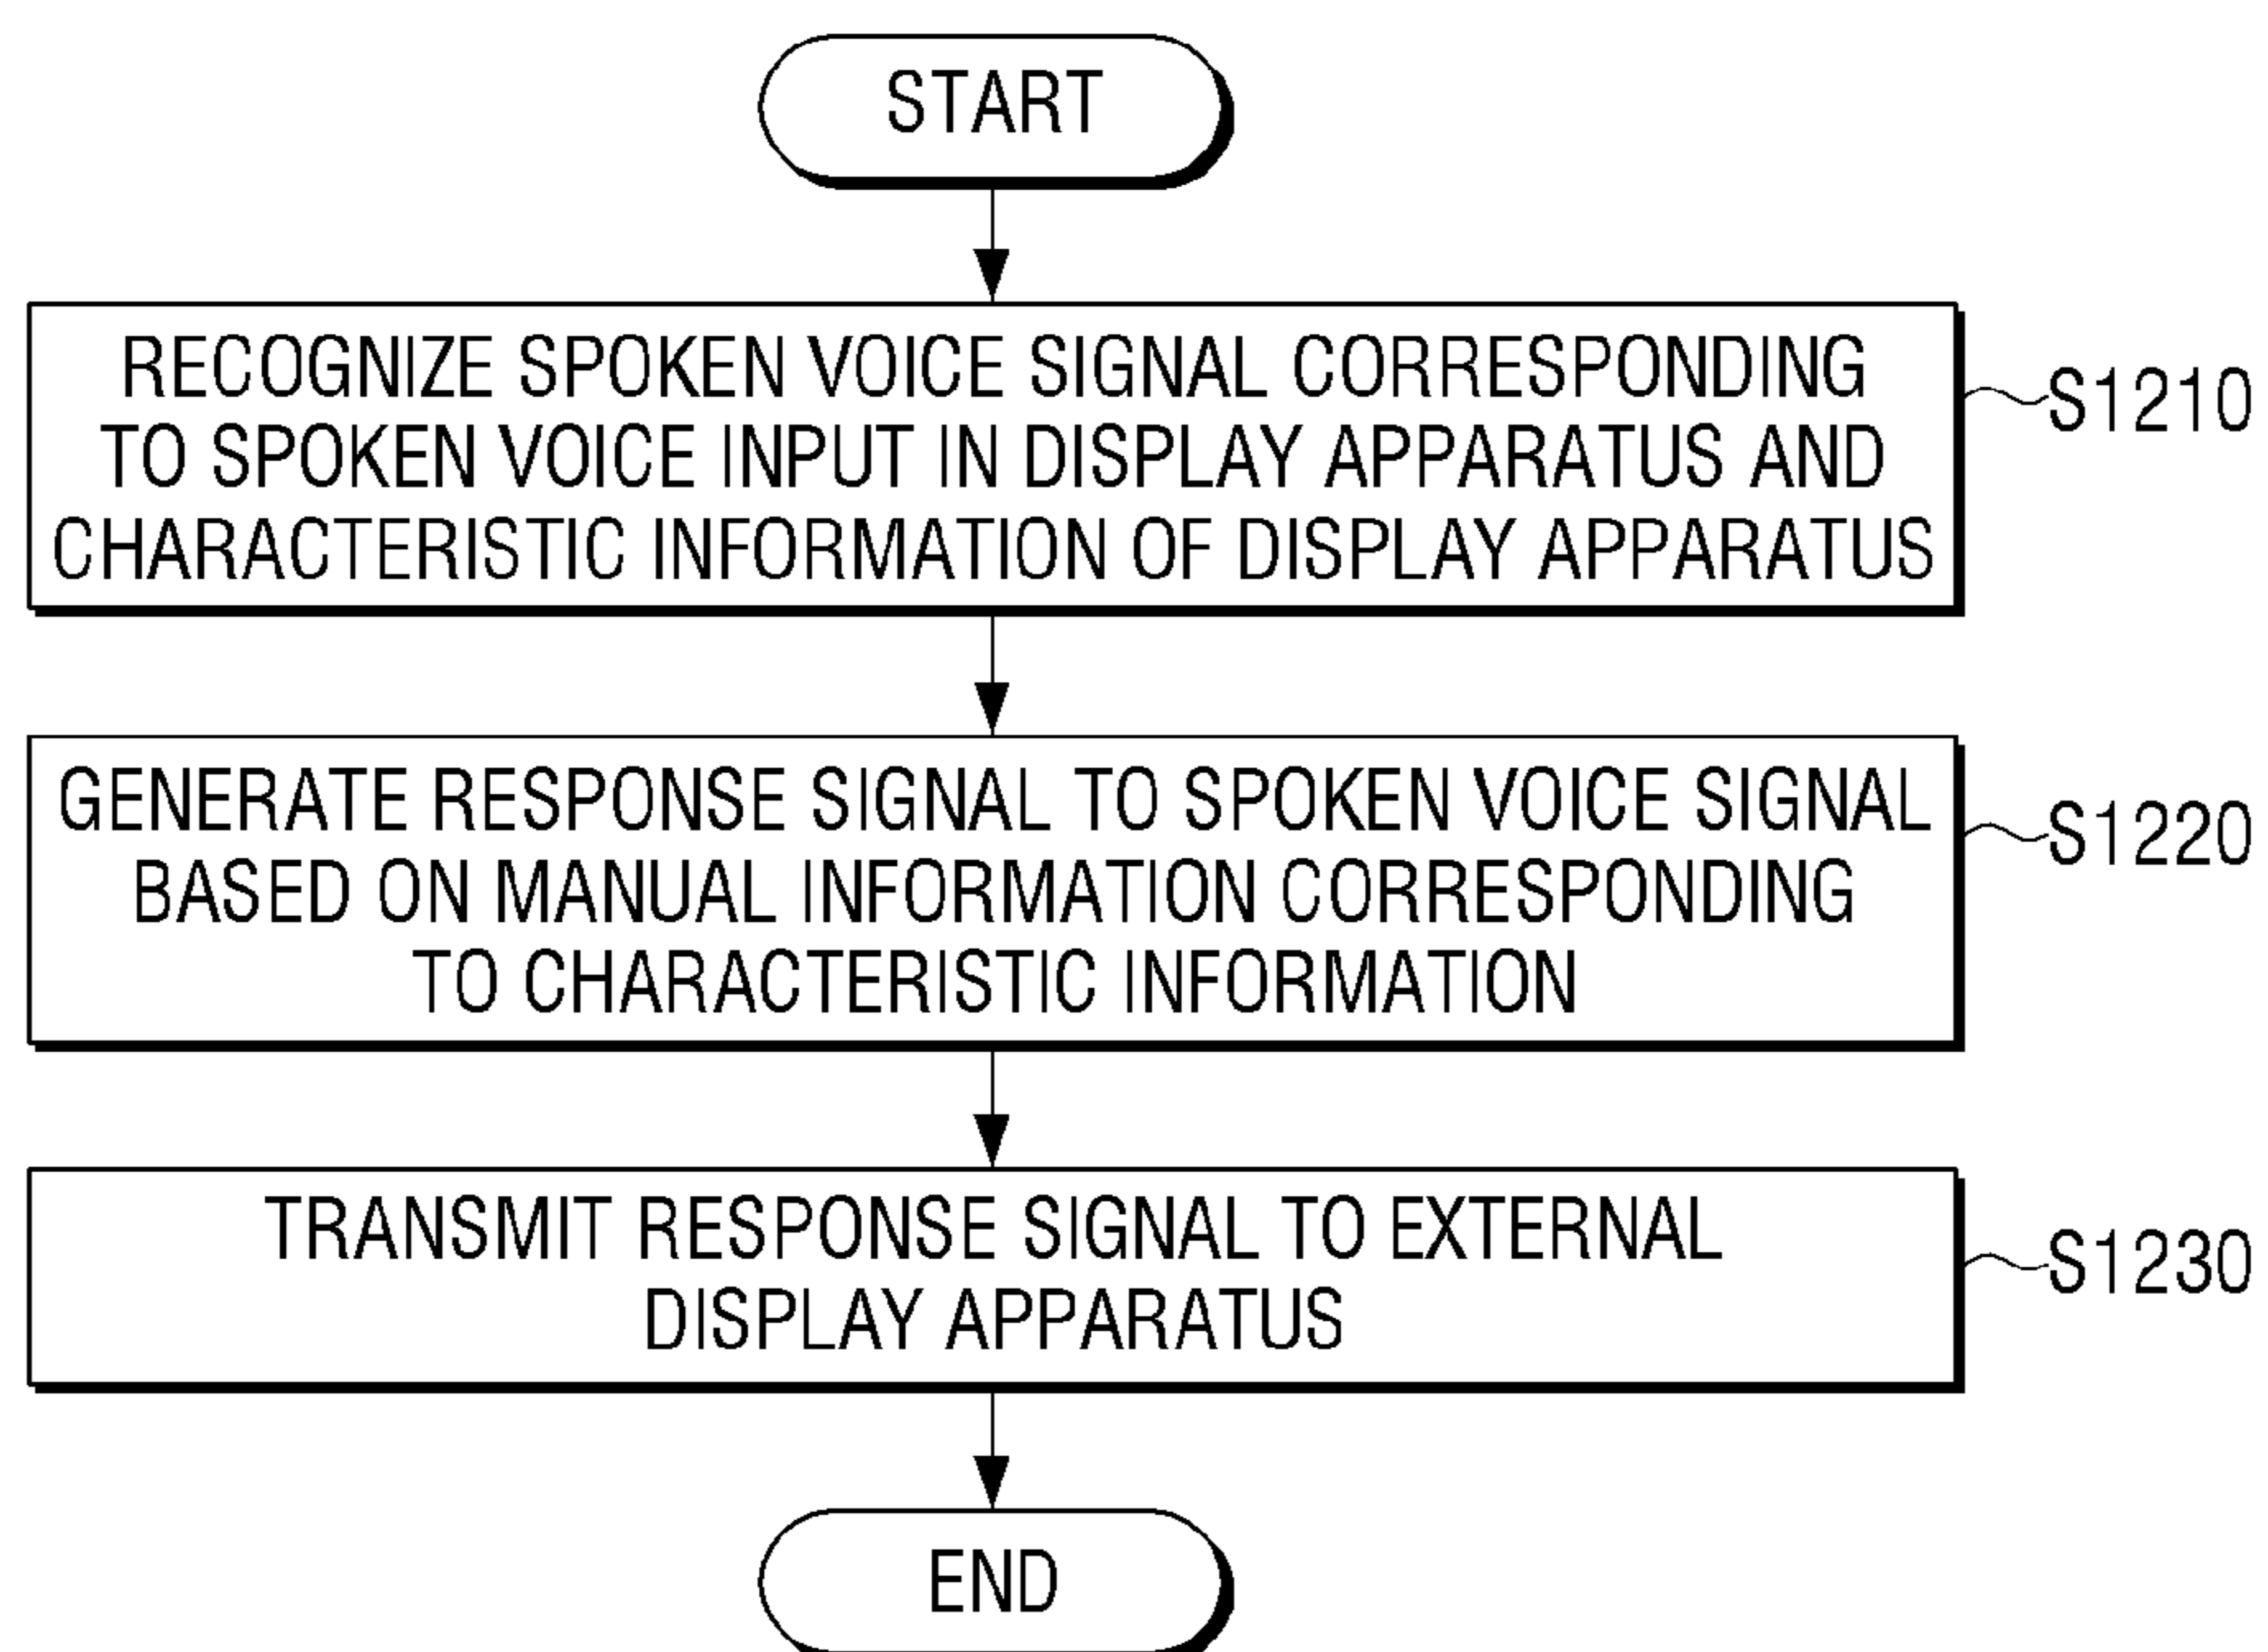 START
RECOGNIZE SPOKEN VOICE SIGNAL CORRESPONDING
TO SPOKEN VOICE INPUT IN DISPLAY APPARATUS AND
CHARACTERISTIC INFORMATION OF DISPLAY APPARATUS
S1210
GENERATE RESPONSE SIGNAL TO SPOKEN VOICE SIGNAL
BASED ON MANUAL INFORMATION CORRESPONDING
TO CHARACTERISTIC INFORMATION
S1220
TRANSMIT RESPONSE SIGNAL TO EXTERNAL
DISPLAY APPARATUS
S1230
END